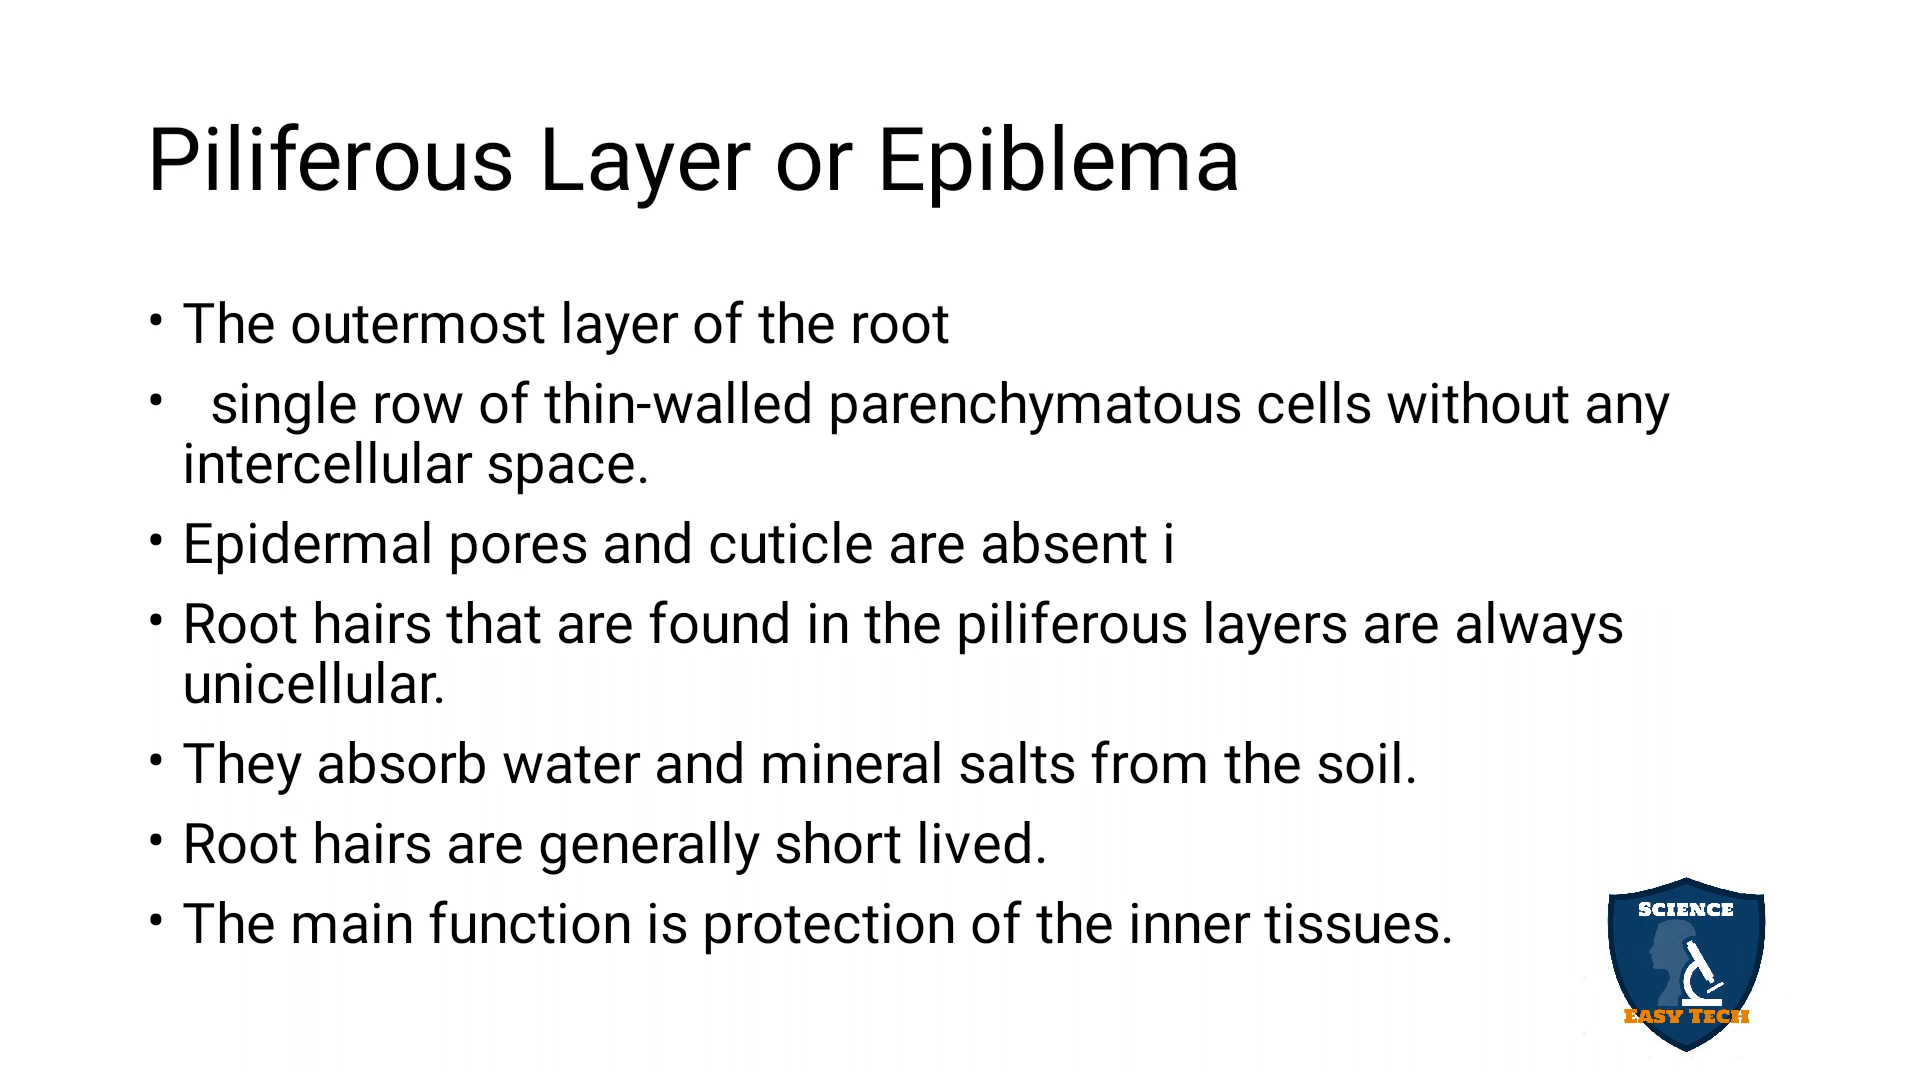 Piliferous Layer or Epiblema
• The outermost layer of the root
• single row of thin-walled parenchymatous cells without any
intercellular space.
• Epidermal pores and cuticle are absent i
• Root hairs that are found in the piliferous layers are always
unicellular.
• They absorb water and mineral salts from the soil.
• Root hairs are generally short lived.
• The main function is protection of the inner tissues.
SCIENCE
EASY TECH